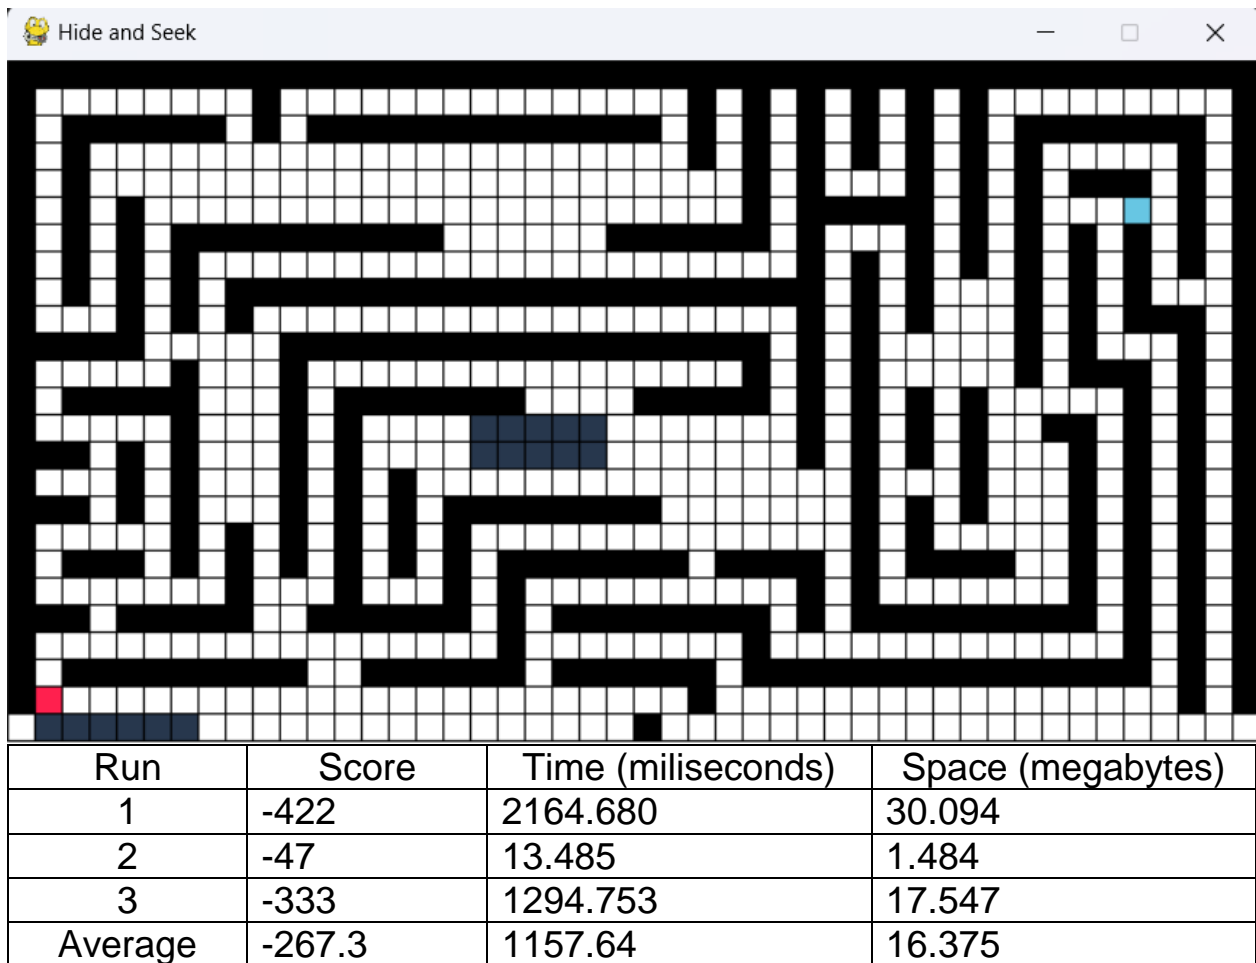 Hide and Seek
Run Score Time (miliseconds) Space (megabytes)
1 -422 2164.680 30.094
2 -47 13.485 1.484
3 -333 1294.753 17.547
Average -267.3 1157.64 16.375